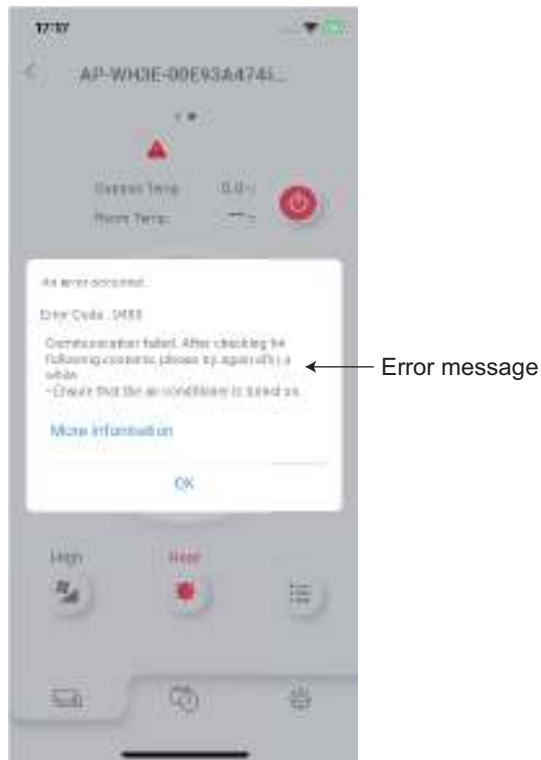 17:17
AP-WH3E-00E93A474
Outdoor Temp. 0.0
Room Temp. --
An error occurred.
Error Code :
Communication failed. After checking the
following contents, please try again after a
while.
-Ensure that the air conditioner is turned on.
More information
OK
High
Heat
Error message